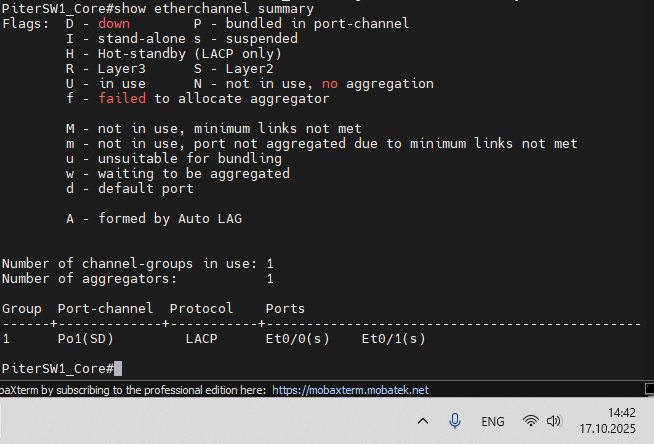 PiterSW1_Core#show etherchannel summary
Flags:  D - down        P - bundled in port-channel
        I - stand-alone s - suspended
        H - Hot-standby (LACP only)
        R - Layer3      S - Layer2
        U - in use      N - not in use, no aggregation
        f - failed to allocate aggregator

        M - not in use, minimum links not met
        m - not in use, port not aggregated due to minimum links not met
        u - unsuitable for bundling
        w - waiting to be aggregated
        d - default port

        A - formed by Auto LAG


Number of channel-groups in use: 1
Number of aggregators:           1

Group  Port-channel  Protocol    Ports
------+-------------+-----------+-----------------------------------------------
1      Po1(SD)         LACP      Et0/0(s)    Et0/1(s)

PiterSW1_Core#
baXterm by subscribing to the professional edition here: https://mobaxterm.mobatek.net
ENG
14:42
17.10.2025